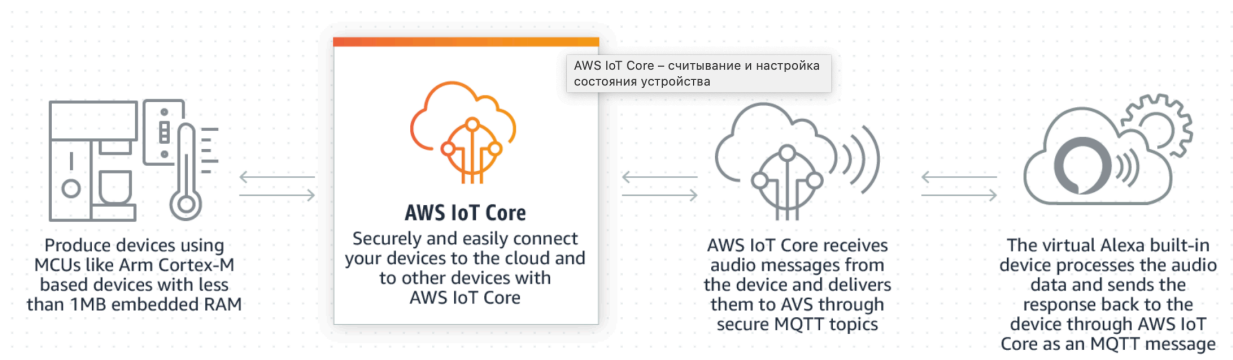 AWS IoT Core – считывание и настройка
состояния устройства
Produce devices using
MCUs like Arm Cortex-M
based devices with less
than 1MB embedded RAM
AWS IoT Core
Securely and easily connect
your devices to the cloud and
to other devices with
AWS IoT Core
AWS IoT Core receives
audio messages from
the device and delivers
them to AVS through
secure MQTT topics
The virtual Alexa built-in
device processes the audio
data and sends the
response back to the
device through AWS IoT
Core as an MQTT message